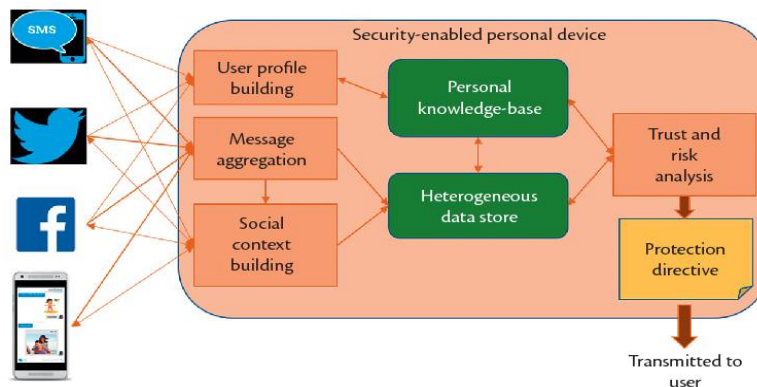 SMS
Security-enabled personal device
User profile
building
Personal
knowledge-base
Message
aggregation
Trust and
risk
analysis
Heterogeneous
data store
Social
context
building
Protection
directive
Transmitted to
user